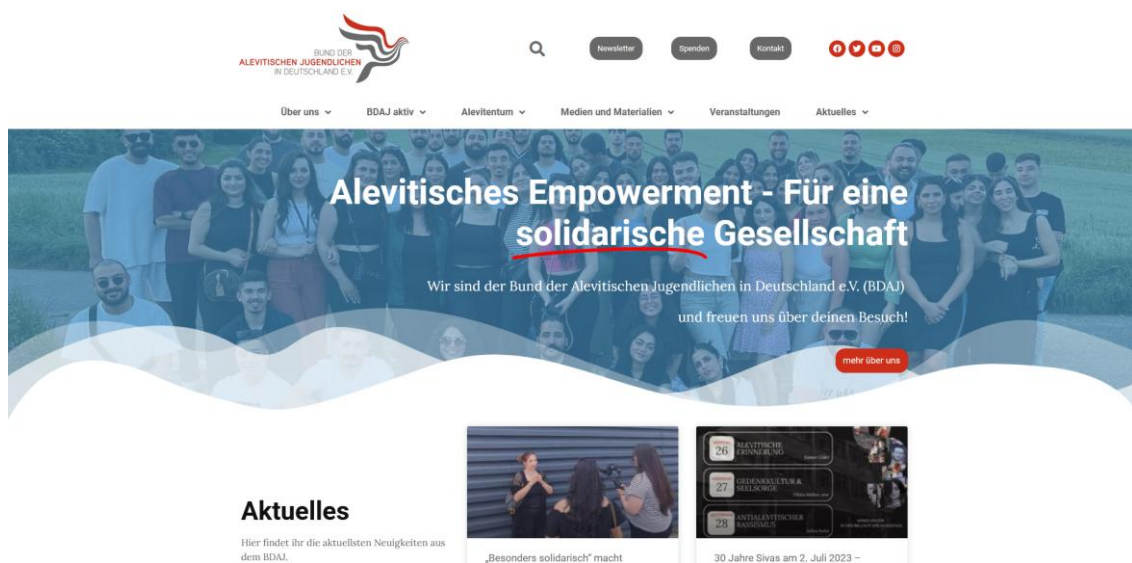 BUND DER
ALEVITISCHEN JUGENDLICHEN
IN DEUTSCHLAND E.V.
Newsletter
Spenden
Kontakt
Über uns
BDAJ aktiv
Alevitentum
Medien und Materialien
Veranstaltungen
Aktuelles
Alevitisches Empowerment - Für eine
solidarische Gesellschaft
Wir sind der Bund der Alevitischen Jugendlichen in Deutschland e.V. (BDAJ)
und freuen uns über deinen Besuch!
mehr über uns
Aktuelles
Hier findet ihr die aktuellsten Neuigkeiten aus
dem BDAJ.
„Besonders solidarisch” macht
26
ALEVITISCHE
ERINNERUNG
27
GEDENKKULTUR &
SEELSORGE
28
ANTIALEVITISCHER
RASSISMUS
30 Jahre Sivas am 2. Juli 2023 –